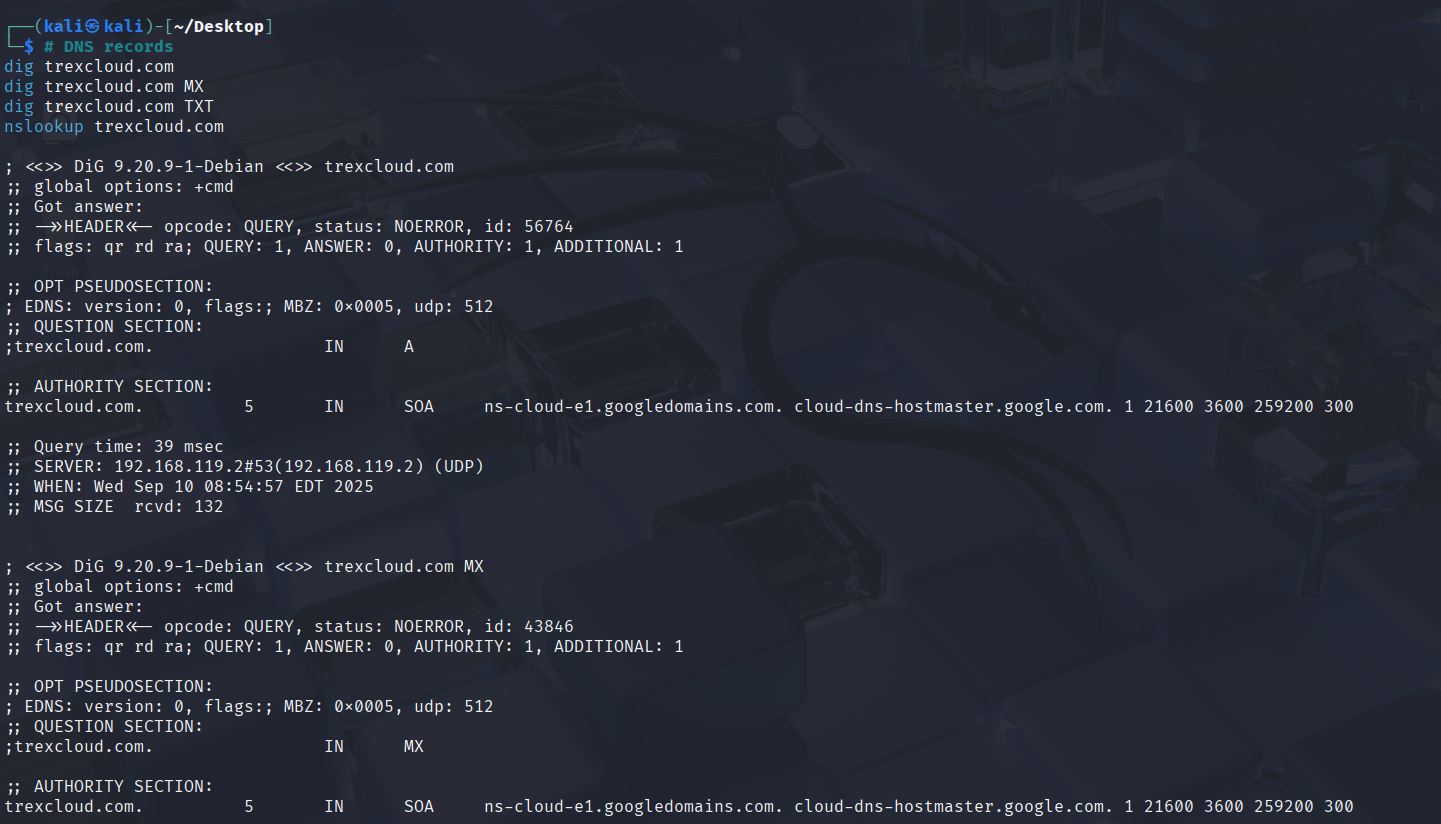 ┌──(kali㉿kali)-[~/Desktop]
└─$ # DNS records
dig trexcloud.com
dig trexcloud.com MX
dig trexcloud.com TXT
nslookup trexcloud.com
; <<>> DiG 9.20.9-1-Debian <<>> trexcloud.com
;; global options: +cmd
;; Got answer:
;; ->>HEADER<<- opcode: QUERY, status: NOERROR, id: 56764
;; flags: qr rd ra; QUERY: 1, ANSWER: 0, AUTHORITY: 1, ADDITIONAL: 1
Trash
;; OPT PSEUDOSECTION:
; EDNS: version: 0, flags:; MBZ: 0x0005, udp: 512
;; QUESTION SECTION:
;trexcloud.com. IN A
;; AUTHORITY SECTION:
trexcloud.com. 5 IN SOA ns-cloud-e1.googledomains.com. cloud-dns-hostmaster.google.com. 1 21600 3600 259200 300
;; Query time: 39 msec
;; SERVER: 192.168.119.2#53(192.168.119.2) (UDP)
;; WHEN: Wed Sep 10 08:54:57 EDT 2025
;; MSG SIZE  rcvd: 132
; <<>> DiG 9.20.9-1-Debian <<>> trexcloud.com MX
;; global options: +cmd
;; Got answer:
;; ->>HEADER<<- opcode: QUERY, status: NOERROR, id: 43846
;; flags: qr rd ra; QUERY: 1, ANSWER: 0, AUTHORITY: 1, ADDITIONAL: 1
;; OPT PSEUDOSECTION:
; EDNS: version: 0, flags:; MBZ: 0x0005, udp: 512
;; QUESTION SECTION:
;trexcloud.com. IN MX
;; AUTHORITY SECTION:
trexcloud.com. 5 IN SOA ns-cloud-e1.googledomains.com. cloud-dns-hostmaster.google.com. 1 21600 3600 259200 300